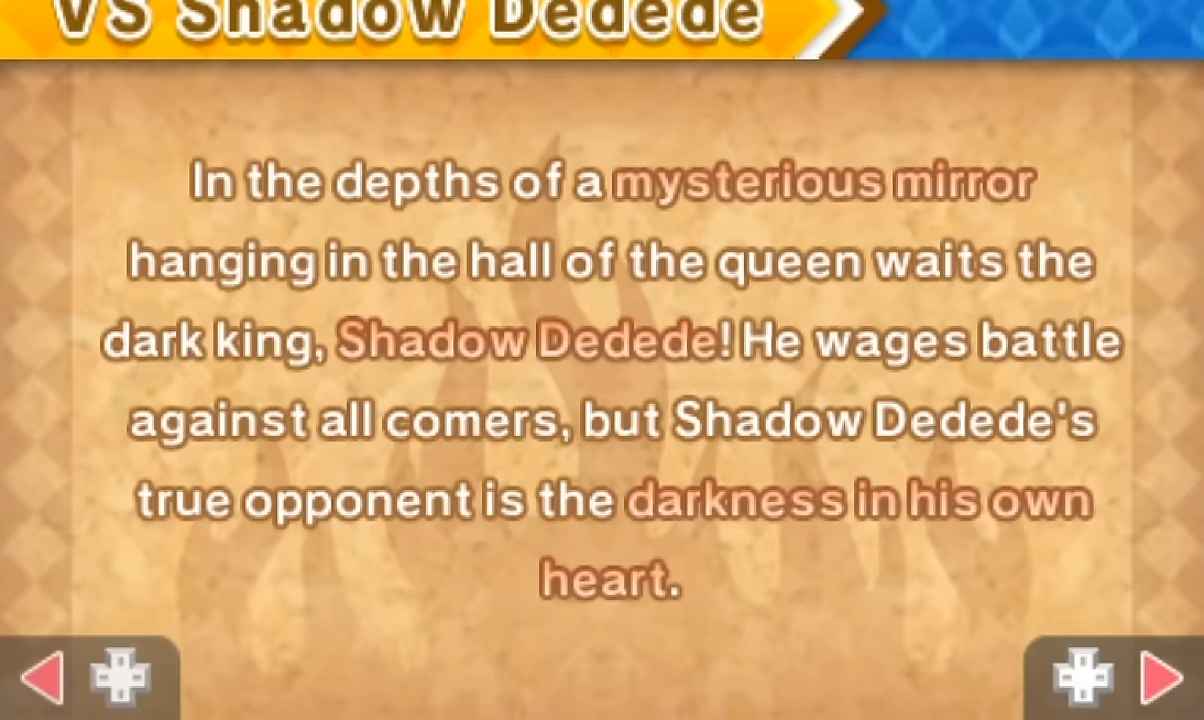 VS Shadow Dedede
In the depths of a mysterious mirror
hanging in the hall of the queen waits the
dark king, Shadow Dedede! He wages battle
against all comers, but Shadow Dedede's
true opponent is the darkness in his own
heart.